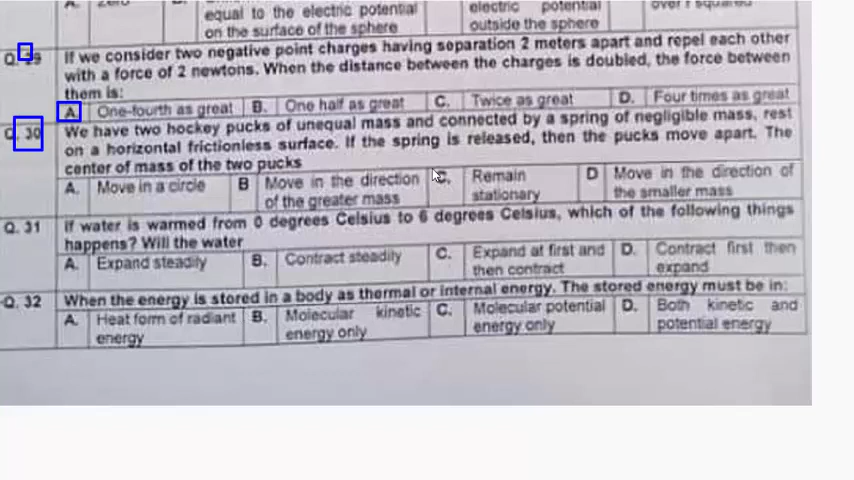 A. Zero
equal to the electric potential
on the surface of the sphere
electric potential
outside the sphere
over r squared
Q. 29 If we consider two negative point charges having separation 2 meters apart and repel each other
with a force of 2 newtons. When the distance between the charges is doubled, the force between
them is:
A. One-fourth as great B. One half as great C. Twice as great D. Four times as great
Q. 30 We have two hockey pucks of unequal mass and connected by a spring of negligible mass, rest
on a horizontal frictionless surface. If the spring is released, then the pucks move apart. The
center of mass of the two pucks
A. Move in a circle B Move in the direction C. Remain D Move in the direction of
of the greater mass stationary the smaller mass
Q. 31 If water is warmed from 0 degrees Celsius to 6 degrees Celsius, which of the following things
happens? Will the water
A. Expand steadily B. Contract steadily C. Expand at first and D. Contract first then
then contract expand
Q. 32 When the energy is stored in a body as thermal or internal energy. The stored energy must be in:
A. Heat form of radiant B. Molecular kinetic C. Molecular potential D. Both kinetic and
energy energy only energy only potential energy